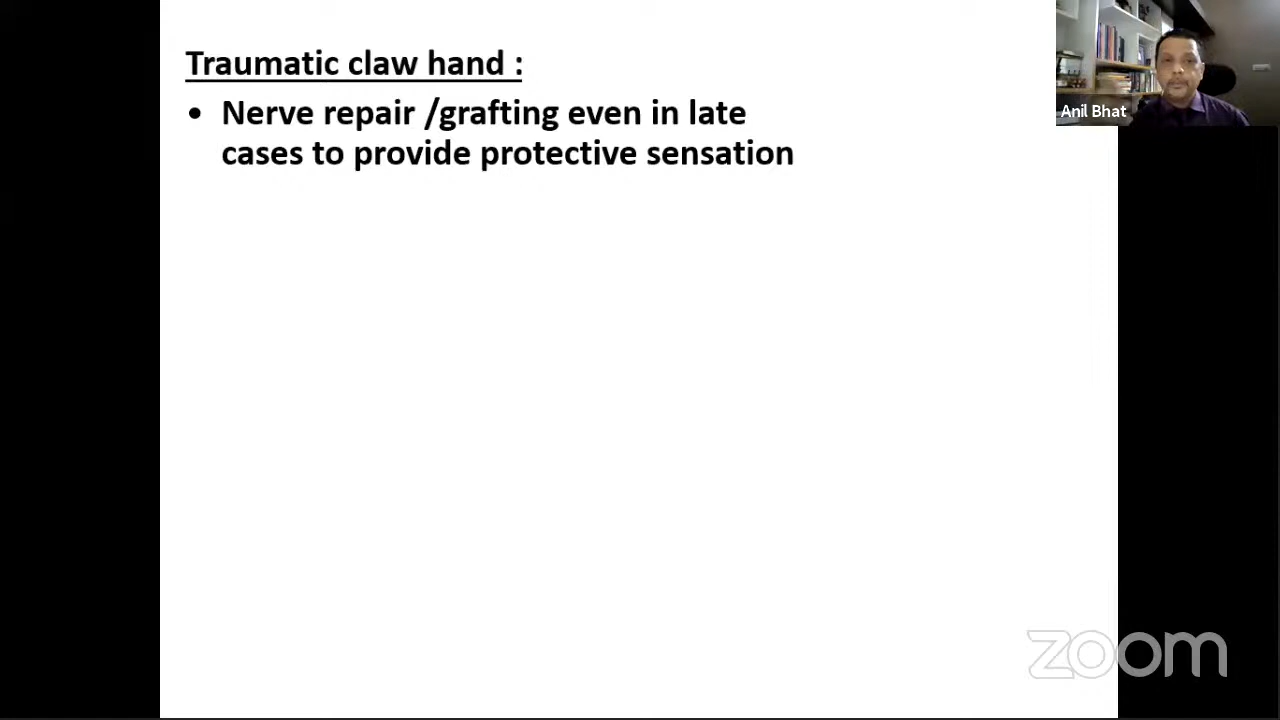 Traumatic claw hand :
• Nerve repair /grafting even in late
cases to provide protective sensation
Anil Bhat
zoom